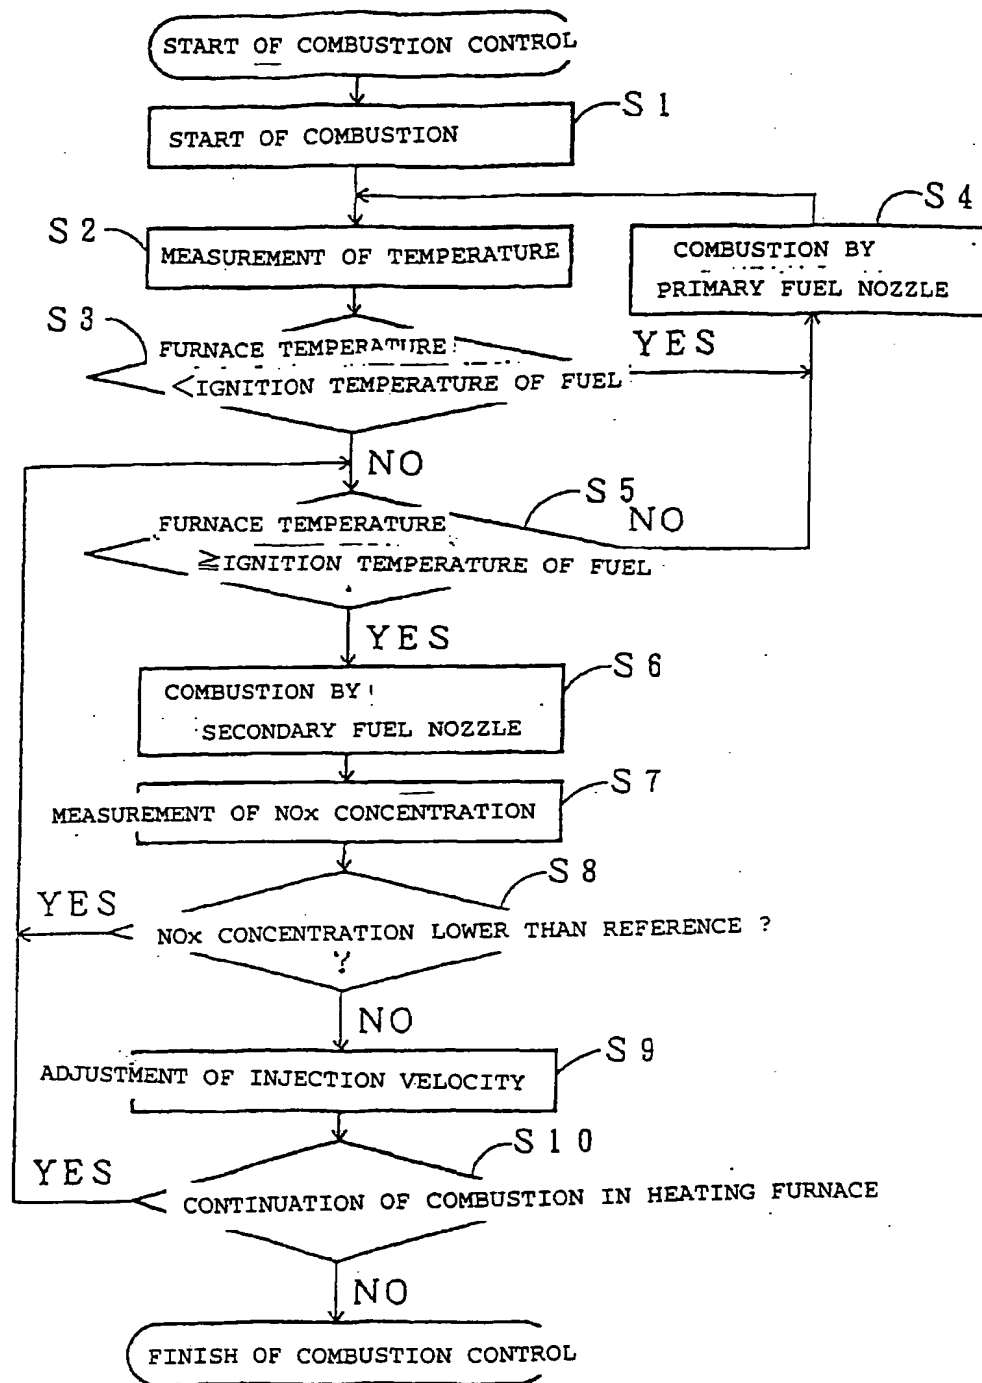 START OF COMBUSTION CONTROL
S 1
START OF COMBUSTION
S 4
S 2
MEASUREMENT OF TEMPERATURE
COMBUSTION BY
PRIMARY FUEL NOZZLE
S 3
FURNACE TEMPERATURE
<IGNITION TEMPERATURE OF FUEL
YES
NO
S 5
FURNACE TEMPERATURE
≧IGNITION TEMPERATURE OF FUEL
NO
YES
S 6
COMBUSTION BY
SECONDARY FUEL NOZZLE
S 7
MEASUREMENT OF NOx CONCENTRATION
S 8
YES
NOx CONCENTRATION LOWER THAN REFERENCE ?
?
NO
S 9
ADJUSTMENT OF INJECTION VELOCITY
S 1 0
YES
CONTINUATION OF COMBUSTION IN HEATING FURNACE
NO
FINISH OF COMBUSTION CONTROL